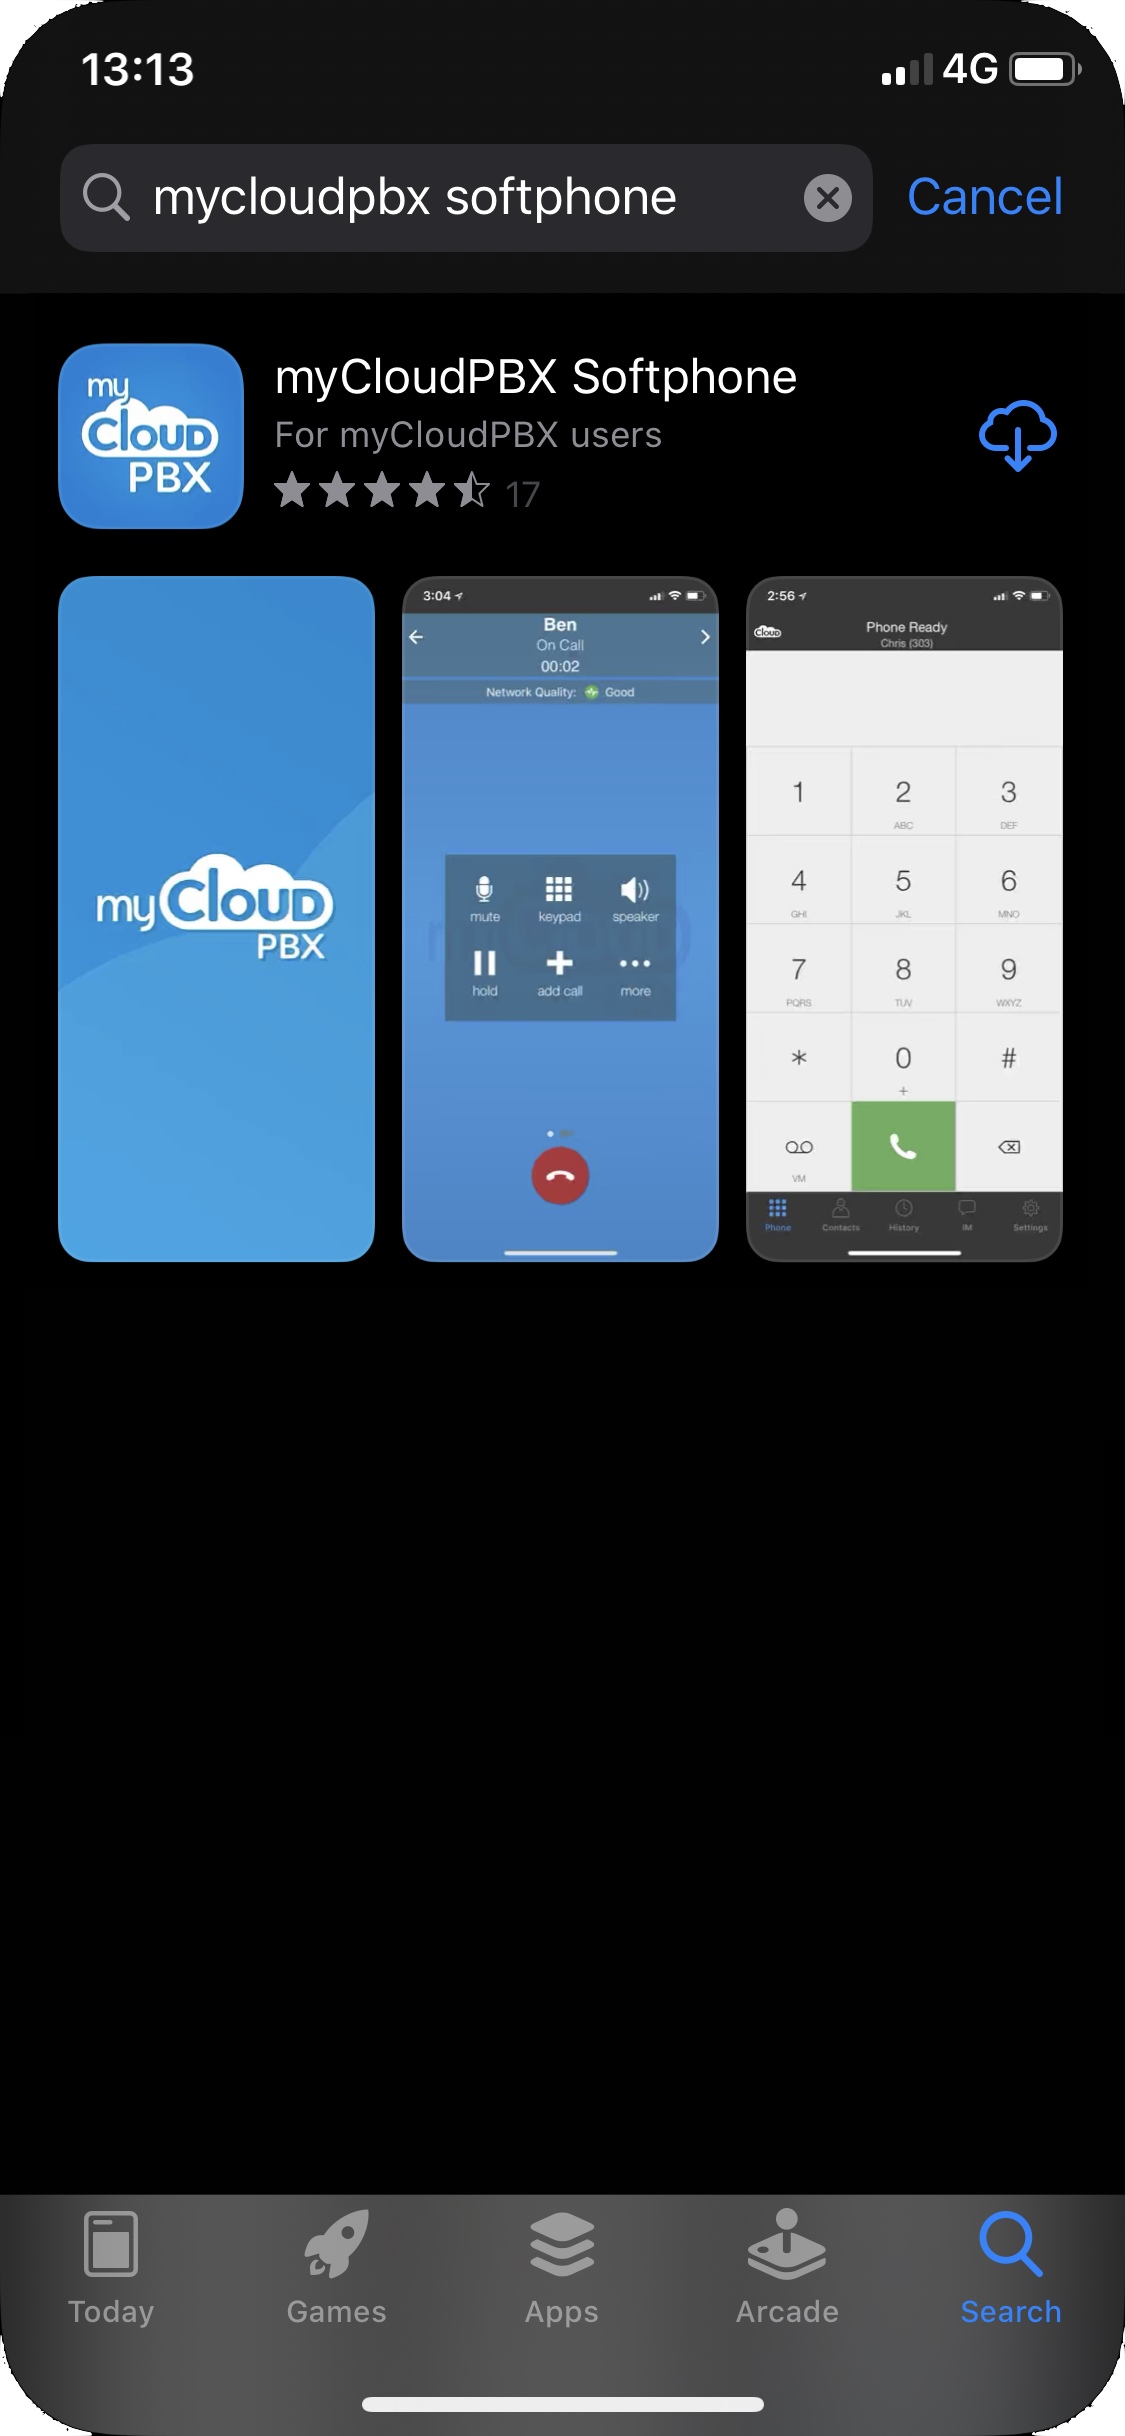 13:13
4G
mycloudpbx softphone
Cancel
my
Cloud
PBX
myCloudPBX Softphone
For myCloudPBX users
17
my Cloud
PBX
3:04
Ben
On Call
00:02
Network Quality: Good
mute keypad speaker
hold add call more
2:56
Cloud
Phone Ready
Chris (303)
1 2 3
ABC DEF
4 5 6
GHI JKL MNO
7 8 9
PQRS TUV WXYZ
* 0 #
+
VM
Phone Contacts History IM Settings
Today Games Apps Arcade Search